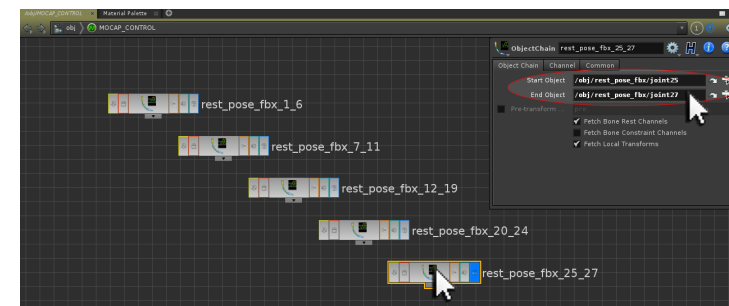 /obj/MOCAP_CONTROL × Material Palette
obj MOCAP_CONTROL 1
ObjectChain rest_pose_fbx_25_27
Object Chain Channel Common
Start Object /obj/rest_pose_fbx/joint25
End Object /obj/rest_pose_fbx/joint27
Pre-transform
Fetch Bone Rest Channels
Fetch Bone Constraint Channels
Fetch Local Transforms
rest_pose_fbx_1_6
rest_pose_fbx_7_11
rest_pose_fbx_12_19
rest_pose_fbx_20_24
rest_pose_fbx_25_27